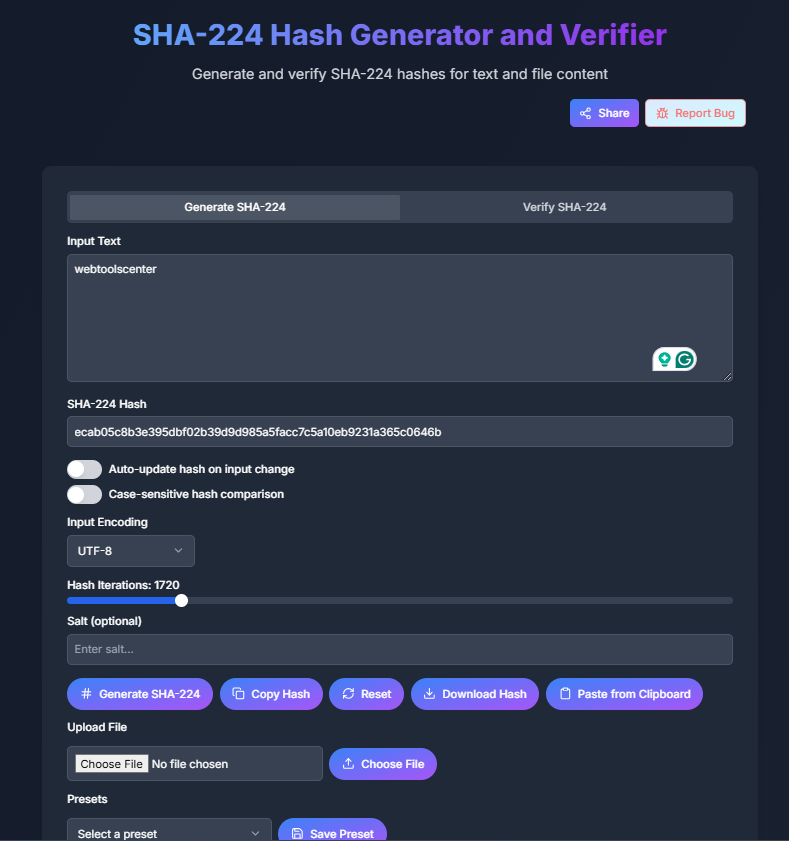 SHA-224 Hash Generator and Verifier
Generate and verify SHA-224 hashes for text and file content
Share
Report Bug
Generate SHA-224
Verify SHA-224
Input Text
webtoolscenter
SHA-224 Hash
ecab05c8b3e395dbf02b39d9d985a5facc7c5a10eb9231a365c0646b
Auto-update hash on input change
Case-sensitive hash comparison
Input Encoding
UTF-8
Hash Iterations: 1720
Salt (optional)
Enter salt...
Generate SHA-224
Copy Hash
Reset
Download Hash
Paste from Clipboard
Upload File
Choose File No file chosen
Choose File
Presets
Select a preset
Save Preset